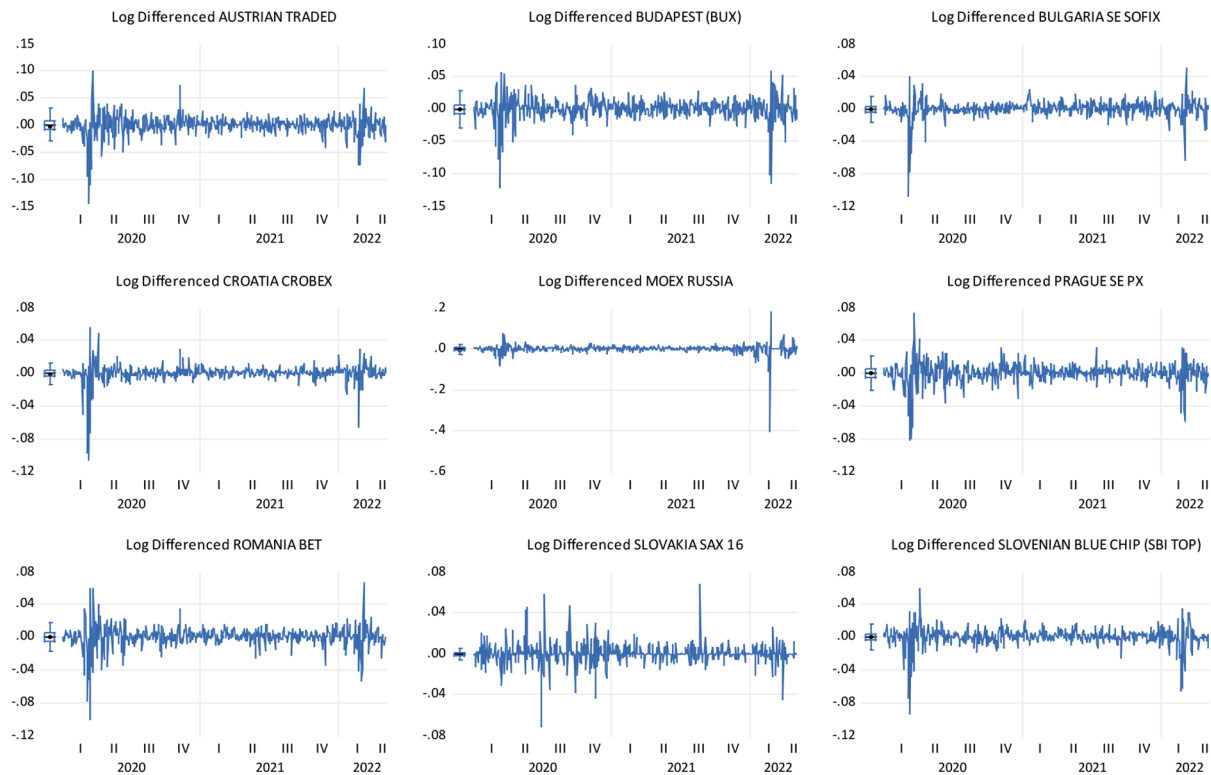 Log Differenced AUSTRIAN TRADED
.15
.10
.05
.00
-.05
-.10
-.15
I II III IV I II III IV I II
2020 2021 2022
Log Differenced BUDAPEST (BUX)
.10
.05
.00
-.05
-.10
-.15
I II III IV I II III IV I II
2020 2021 2022
Log Differenced BULGARIA SE SOFIX
.08
.04
.00
-.04
-.08
-.12
I II III IV I II III IV I II
2020 2021 2022
Log Differenced CROATIA CROBEX
.08
.04
.00
-.04
-.08
-.12
I II III IV I II III IV I II
2020 2021 2022
Log Differenced MOEX RUSSIA
.2
.0
-.2
-.4
-.6
I II III IV I II III IV I II
2020 2021 2022
Log Differenced PRAGUE SE PX
.08
.04
.00
-.04
-.08
-.12
I II III IV I II III IV I II
2020 2021 2022
Log Differenced ROMANIA BET
.08
.04
.00
-.04
-.08
-.12
I II III IV I II III IV I II
2020 2021 2022
Log Differenced SLOVAKIA SAX 16
.08
.04
.00
-.04
-.08
I II III IV I II III IV I II
2020 2021 2022
Log Differenced SLOVENIAN BLUE CHIP (SBI TOP)
.08
.04
.00
-.04
-.08
-.12
I II III IV I II III IV I II
2020 2021 2022